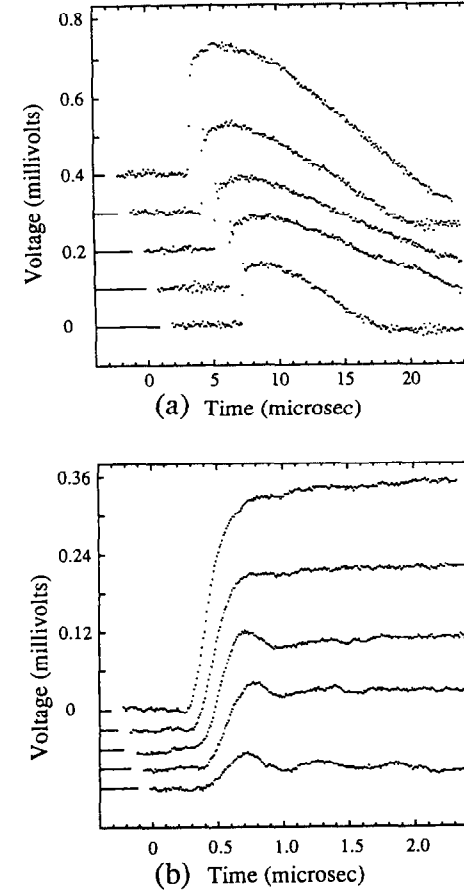 0.8
0.6
0.4
0.2
0
Voltage (millivolts)
0 5 10 15 20
(a) Time (microsec)
0.36
0.24
0.12
0
Voltage (millivolts)
0 0.5 1.0 1.5 2.0
(b) Time (microsec)